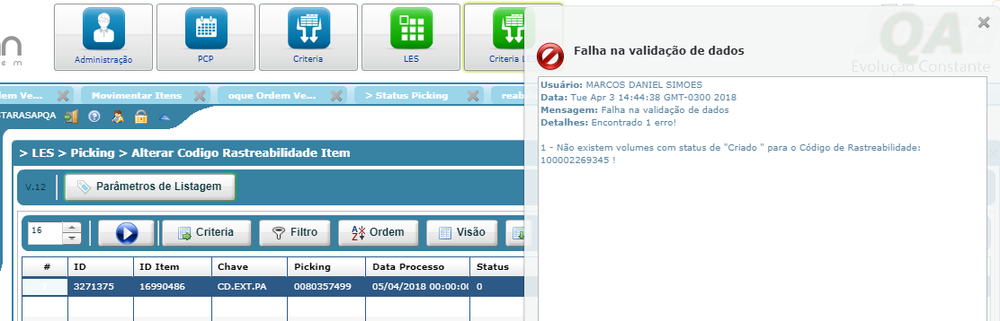 an
e m
Administração
PCP
Criteria
LES
Criteria LE
QA
Evolução Constante
dem Ve...
Movimentar Itens
oque Ordem Ve...
> Status Picking
reab
STARASAPQA
> LES > Picking > Alterar Codigo Rastreabilidade Item
V.12
Parâmetros de Listagem
16
Criteria
Filtro
Ordem
Visão
# ID ID Item Chave Picking Data Processo Status
3271375 16990486 CD.EXT.PA 0080357499 05/04/2018 00:00:00 0
Falha na validação de dados
Usuário: MARCOS DANIEL SIMOES
Data: Tue Apr 3 14:44:38 GMT-0300 2018
Mensagem: Falha na validação de dados
Detalhes: Encontrado 1 erro!
1 - Não existem volumes com status de "Criado " para o Código de Rastreabilidade:
100002269345 !